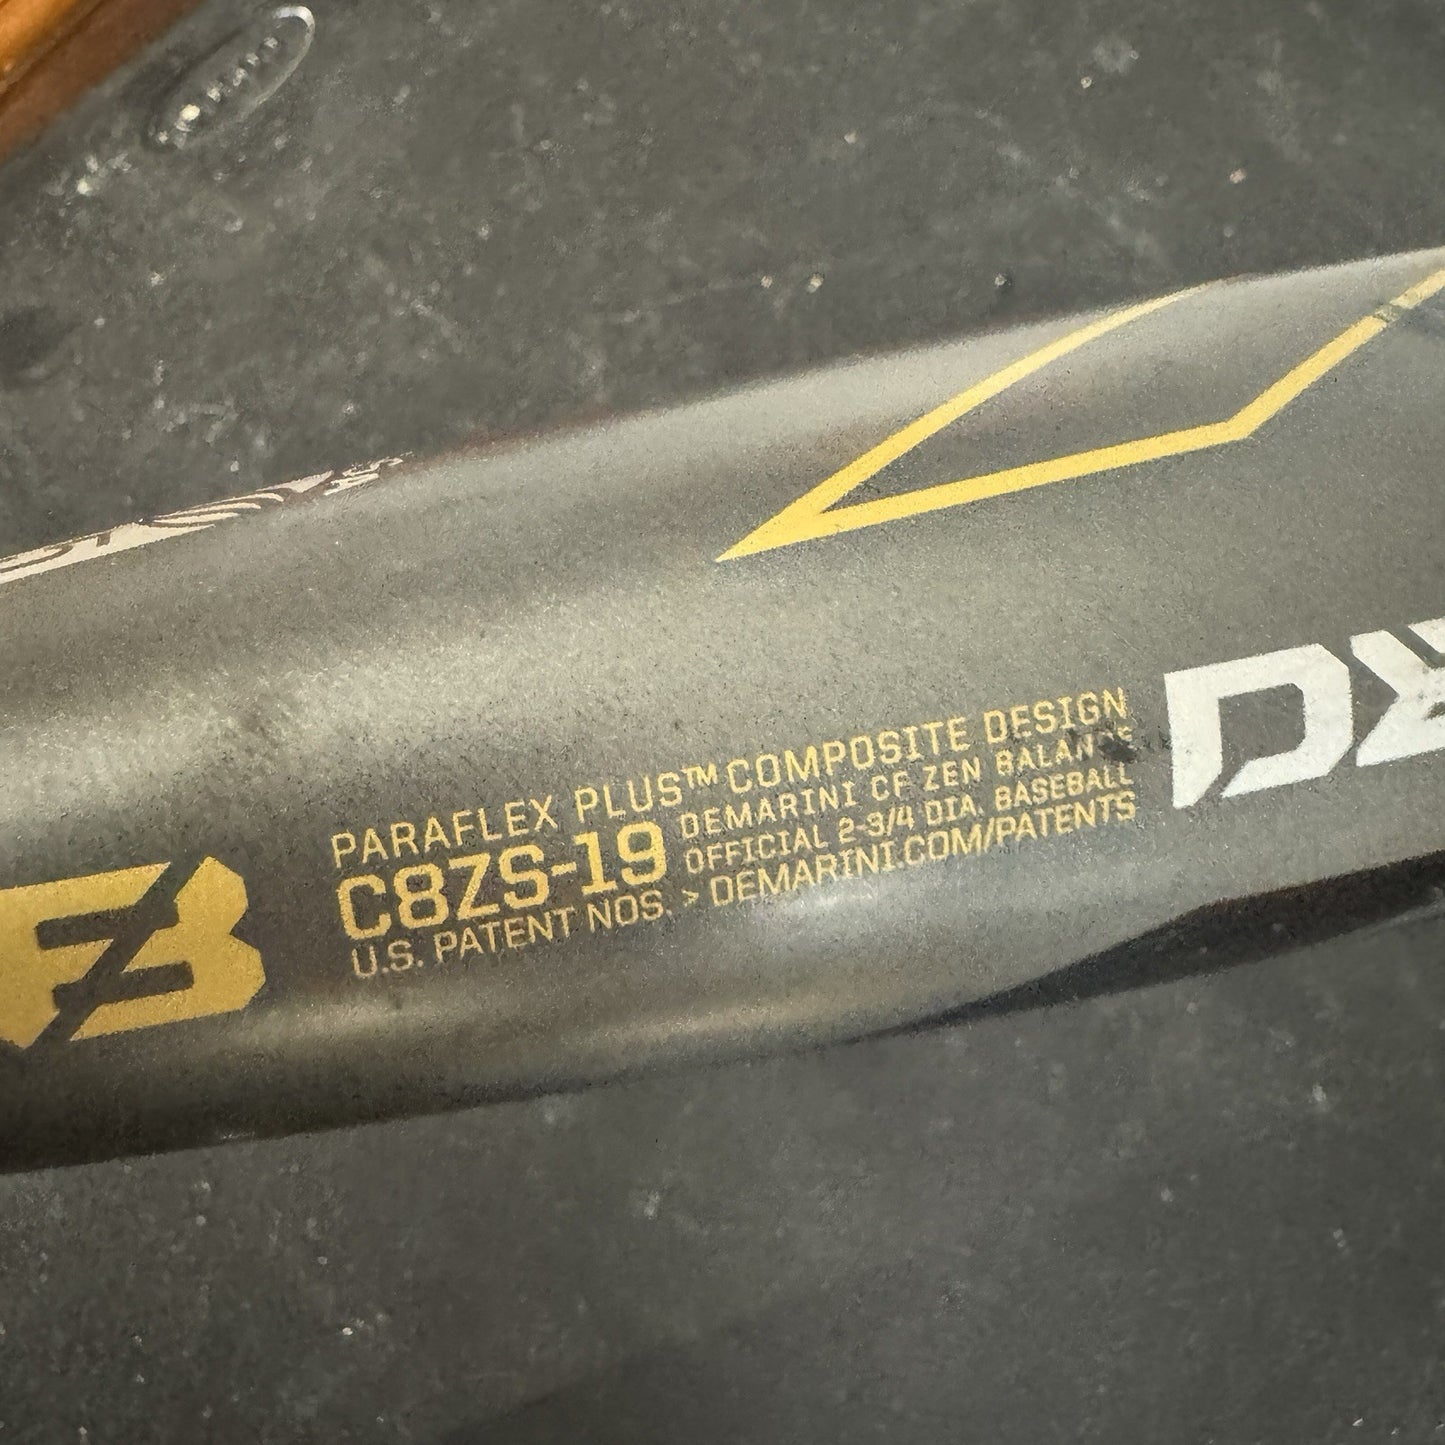 PARAFLEX PLUS™ COMPOSITE DESIGN
C8ZS-19
DEMARINI CF ZEN BALANCE
OFFICIAL 2-3/4 DIA. BASEBALL
U.S. PATENT NOS. > DEMARINI.COM/PATENTS
DE